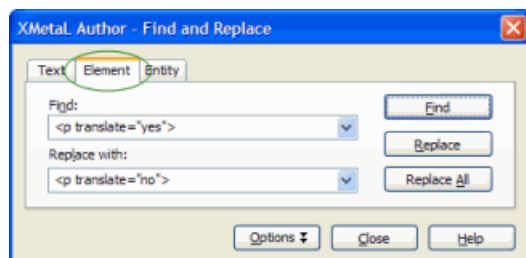 XMetaL Author - Find and Replace
Text Element Entity
Find:
<p translate="yes">
Find
Replace
Replace with:
<p translate="no">
Replace All
Options Close Help